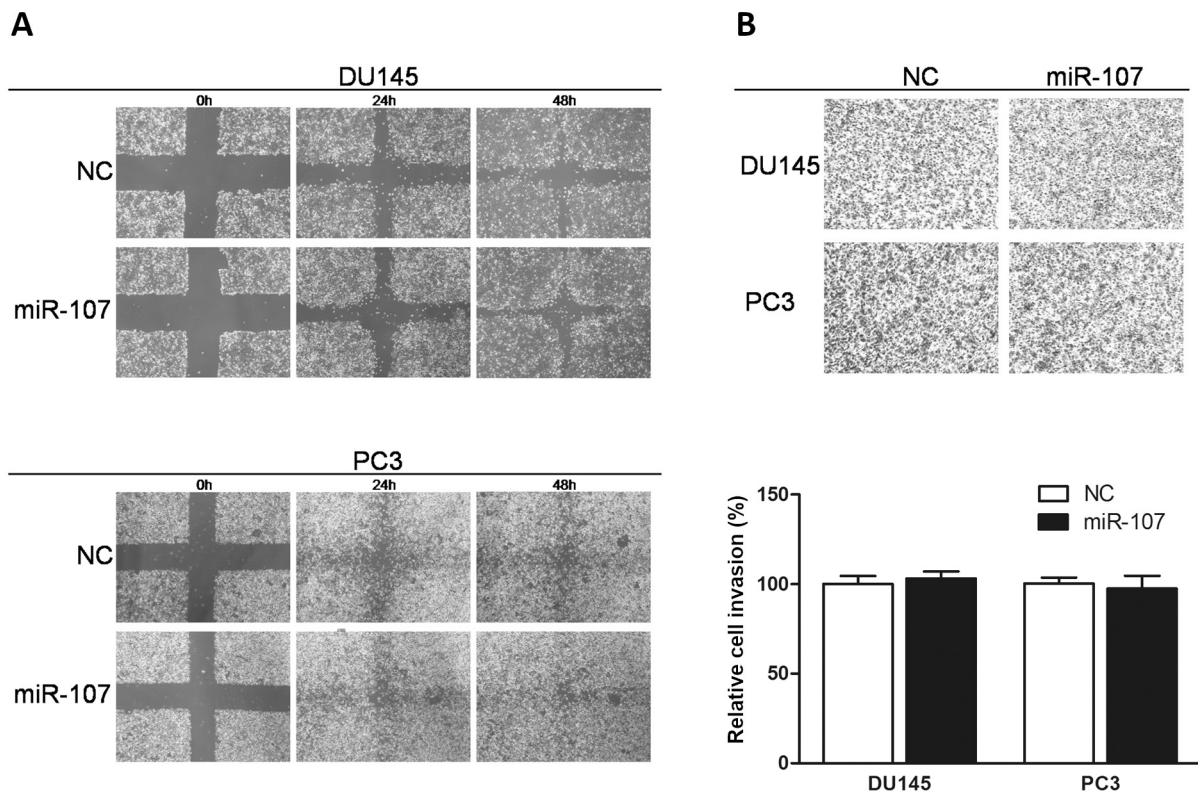 A
DU145
0h 24h 48h
NC
miR-107
PC3
0h 24h 48h
NC
miR-107
B
NC miR-107
DU145
PC3
Relative cell invasion (%)
150
100
50
0
NC
miR-107
DU145 PC3